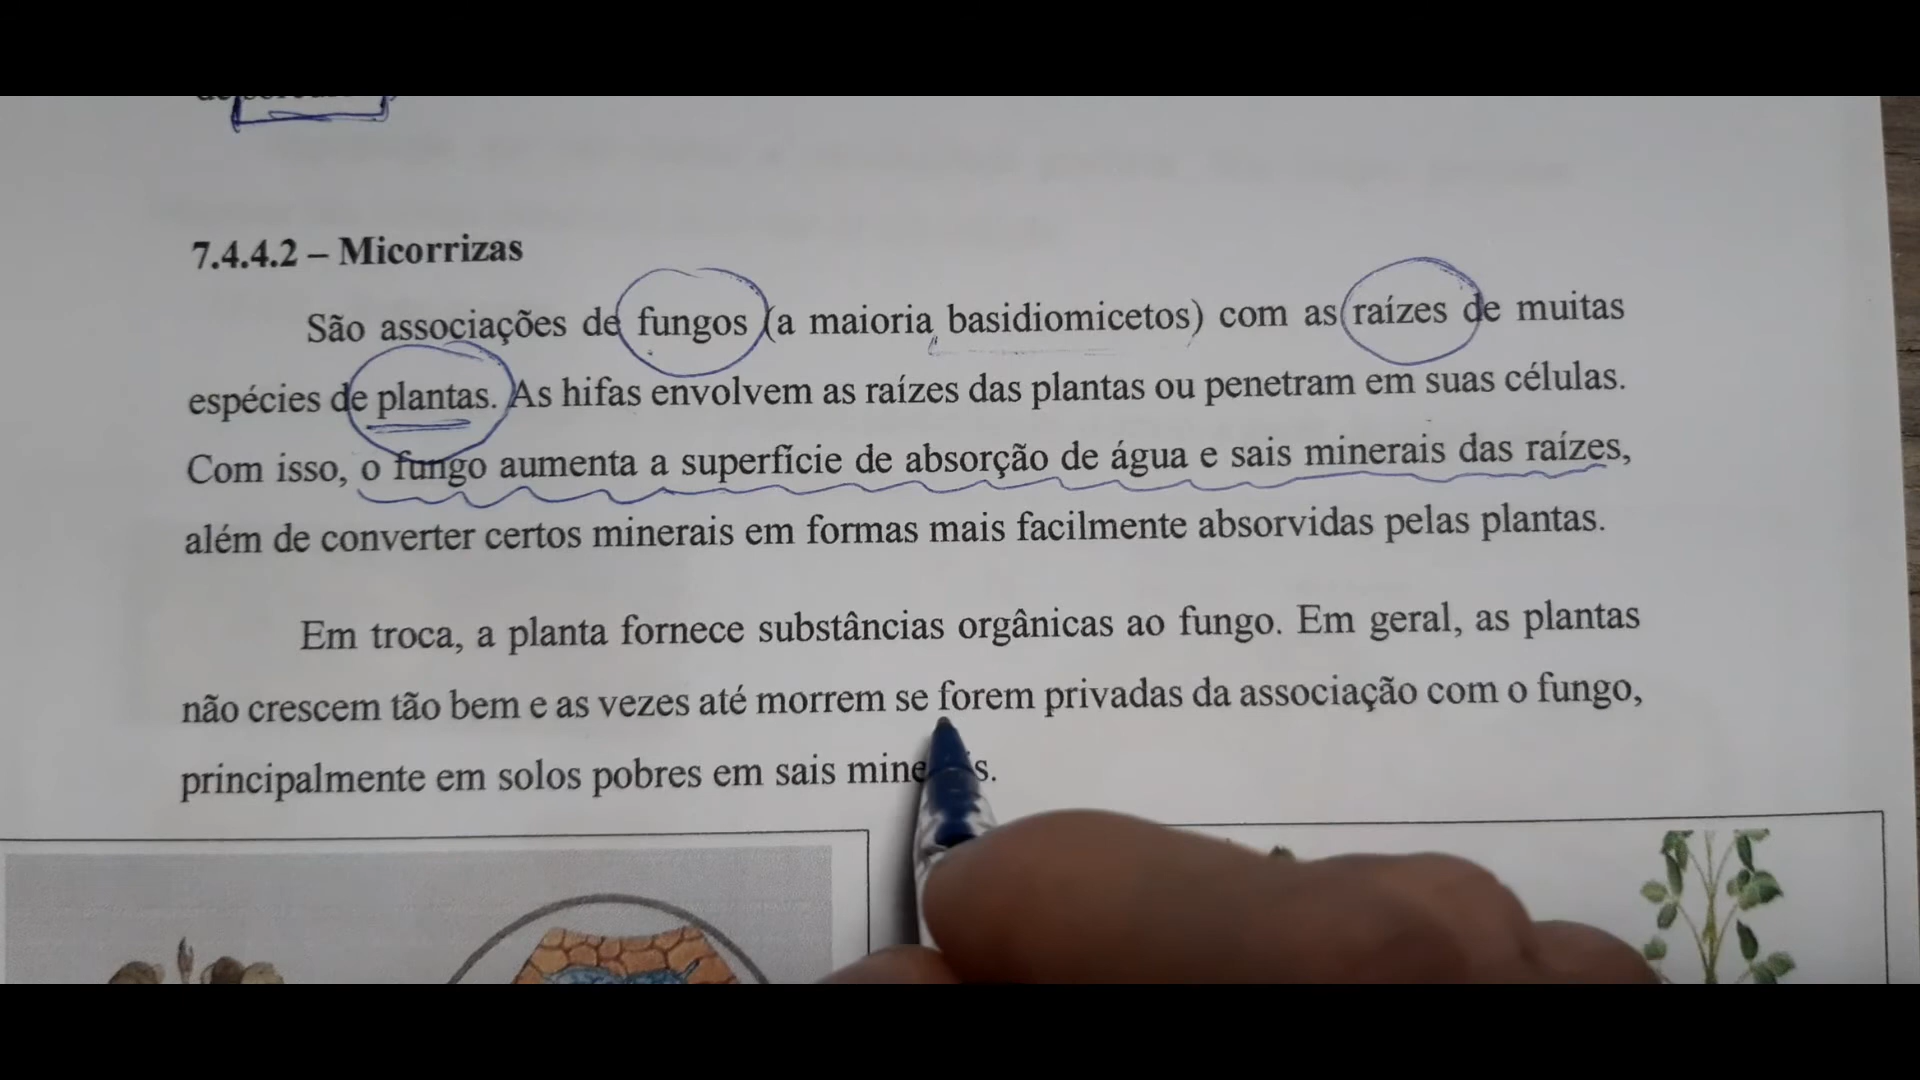 7.4.4.2 – Micorrizas
São associações de fungos (a maioria basidiomicetos) com as raízes de muitas
espécies de plantas. As hifas envolvem as raízes das plantas ou penetram em suas células.
Com isso, o fungo aumenta a superfície de absorção de água e sais minerais das raízes,
além de converter certos minerais em formas mais facilmente absorvidas pelas plantas.
Em troca, a planta fornece substâncias orgânicas ao fungo. Em geral, as plantas
não crescem tão bem e as vezes até morrem se forem privadas da associação com o fungo,
principalmente em solos pobres em sais minerais.